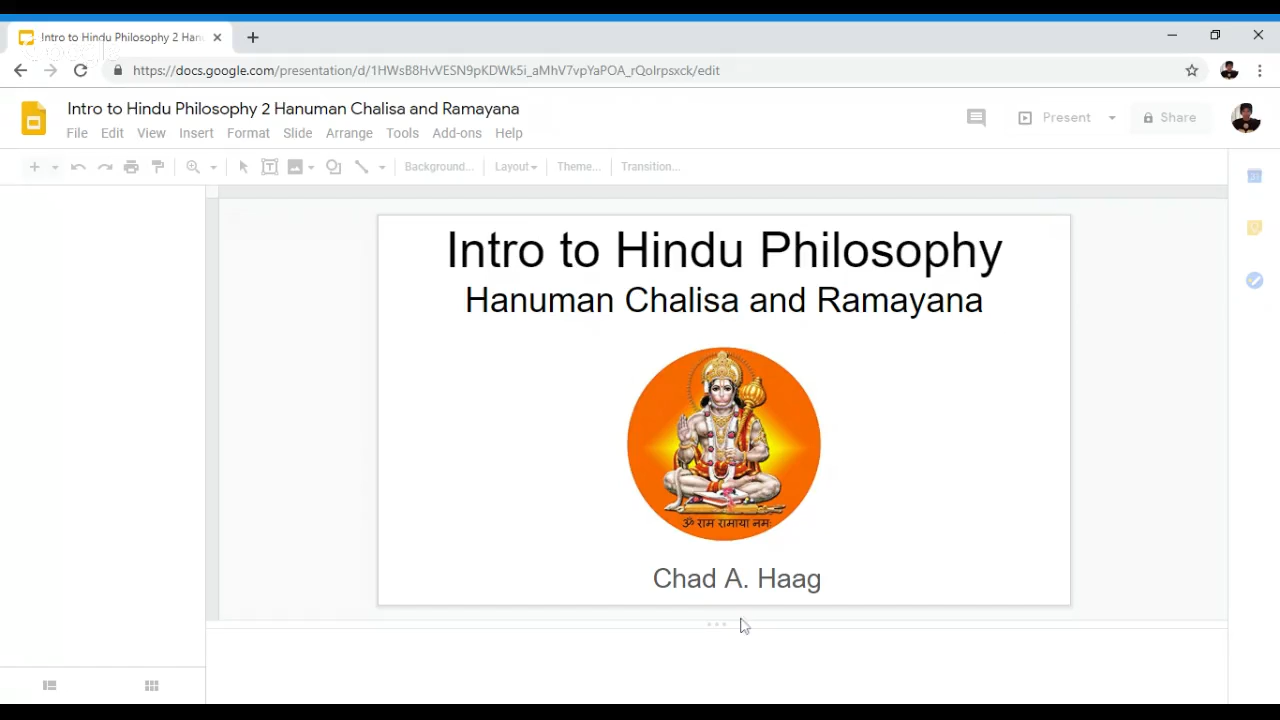 Intro to Hindu Philosophy 2 Han
https://docs.google.com/presentation/d/1HWsB8HvVESN9pKDWk5i_aMhV7vpYaPOA_rQolrpsxck/edit
Intro to Hindu Philosophy 2 Hanuman Chalisa and Ramayana
File Edit View Insert Format Slide Arrange Tools Add-ons Help
Present
Share
Background...
Layout
Theme...
Transition...
Intro to Hindu Philosophy
Hanuman Chalisa and Ramayana
ॐ राम रामाया नमः
Chad A. Haag